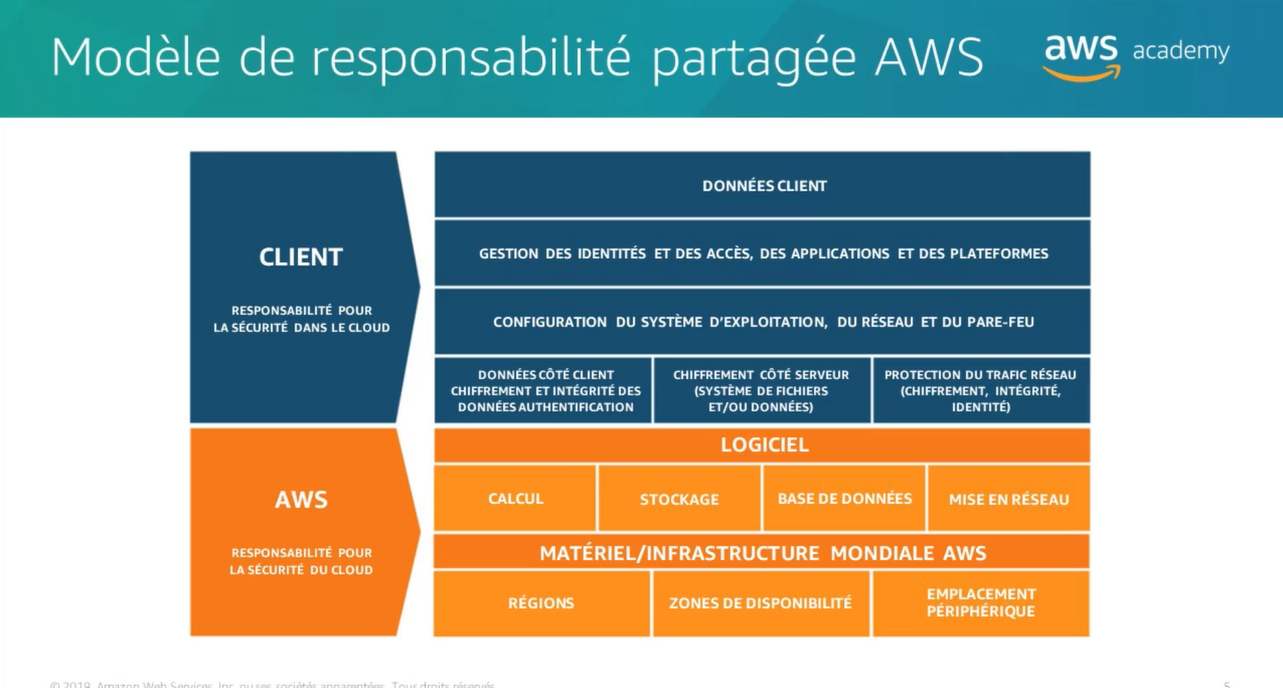 Modèle de responsabilité partagée AWS
aws academy
CLIENT
RESPONSABILITÉ POUR
LA SÉCURITÉ DANS LE CLOUD
DONNÉES CLIENT
GESTION DES IDENTITÉS ET DES ACCÈS, DES APPLICATIONS ET DES PLATEFORMES
CONFIGURATION DU SYSTÈME D'EXPLOITATION, DU RÉSEAU ET DU PARE-FEU
DONNÉES CÔTÉ CLIENT
CHIFFREMENT ET INTÉGRITÉ DES
DONNÉES AUTHENTIFICATION
CHIFFREMENT CÔTÉ SERVEUR
(SYSTÈME DE FICHIERS
ET/OU DONNÉES)
PROTECTION DU TRAFIC RÉSEAU
(CHIFFREMENT, INTÉGRITÉ,
IDENTITÉ)
AWS
RESPONSABILITÉ POUR
LA SÉCURITÉ DU CLOUD
LOGICIEL
CALCUL
STOCKAGE
BASE DE DONNÉES
MISE EN RÉSEAU
MATÉRIEL/INFRASTRUCTURE MONDIALE AWS
RÉGIONS
ZONES DE DISPONIBILITÉ
EMPLACEMENT
PÉRIPHÉRIQUE
© 2019, Amazon Web Services, Inc. ou ses sociétés apparentées. Tous droits réservés.
5